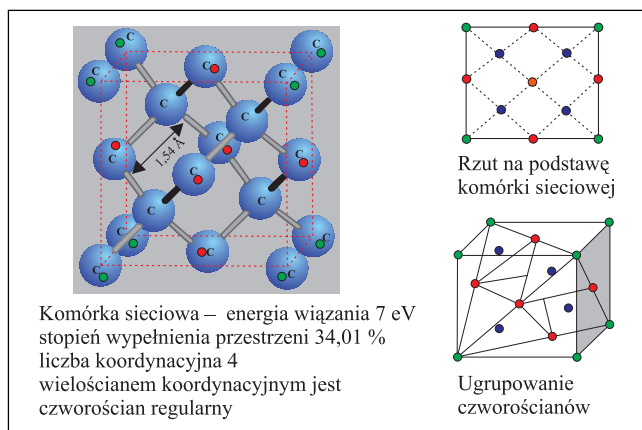 C
C
C
C
C
C
C
C
C
C
1,54 Å
C
C
C
C
C
C
C
C
Komórka sieciowa – energia wiązania 7 eV
stopień wypełnienia przestrzeni 34,01 %
liczba koordynacyjna 4
wielościanem koordynacyjnym jest
czworościan regularny
Rzut na podstawę
komórki sieciowej
Ugrupowanie
czworościanów